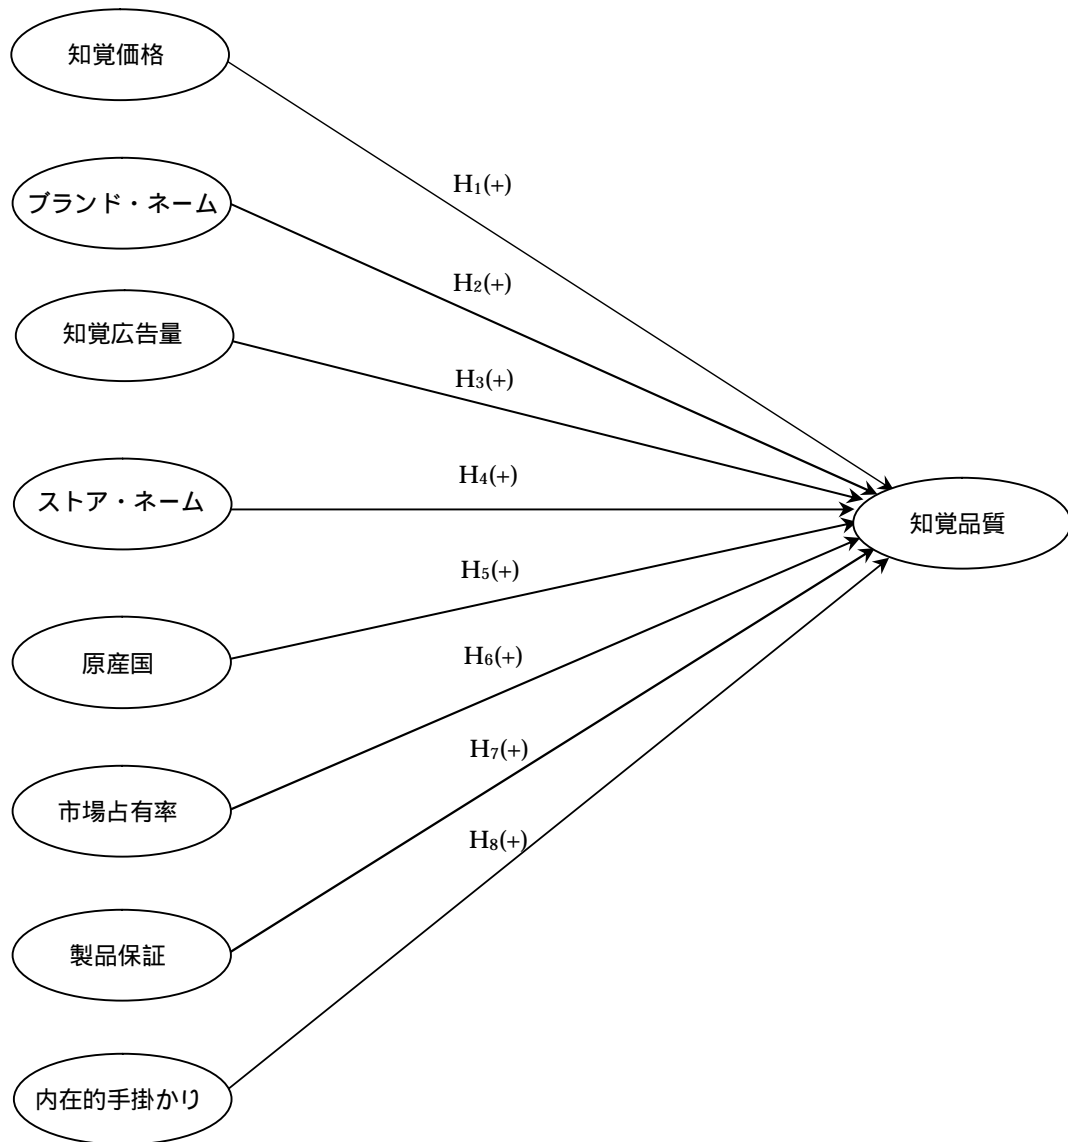 知覚価格
H₁(+)
ブランド・ネーム
H₂(+)
知覚広告量
H₃(+)
ストア・ネーム
H₄(+)
知覚品質
原産国
H₅(+)
H₆(+)
市場占有率
H₇(+)
H₈(+)
製品保証
内在的手掛かり